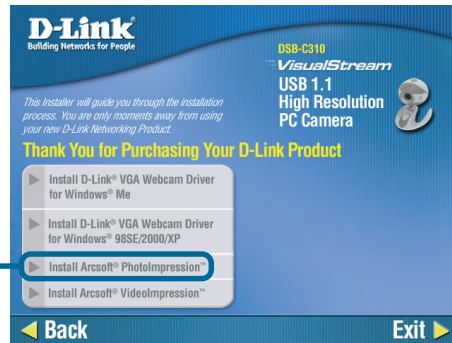 D-Link®
Building Networks for People
DSB-C310
VisualStream
USB 1.1
High Resolution
PC Camera
This Installer will guide you through the installation
process. You are only moments away from using
your new D-Link Networking Product.
Thank You for Purchasing Your D-Link Product
Install D-Link® VGA Webcam Driver
for Windows® Me
Install D-Link® VGA Webcam Driver
for Windows® 98SE/2000/XP
Install Arcsoft® PhotoImpression™
Install Arcsoft® VideoImpression™
Back
Exit